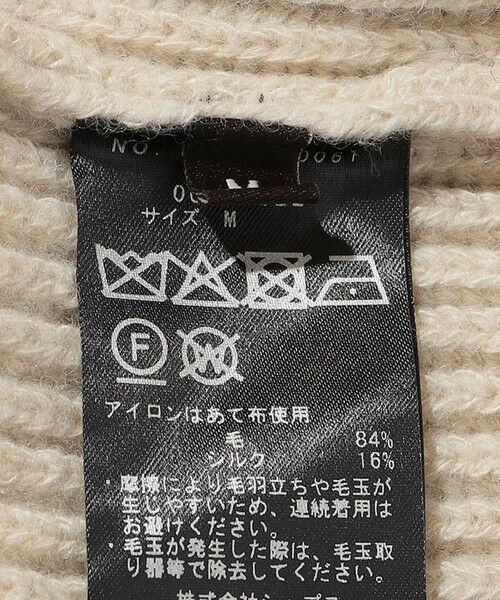 NO.
0061
M
サイズ M
F
W
アイロンはあて布使用
毛 84%
シルク 16%
・摩擦により毛羽立ちや毛玉が
生じやすいため、連続着用は
お避けください。
・毛玉が発生した際は、毛玉取
り器等で除去してください。